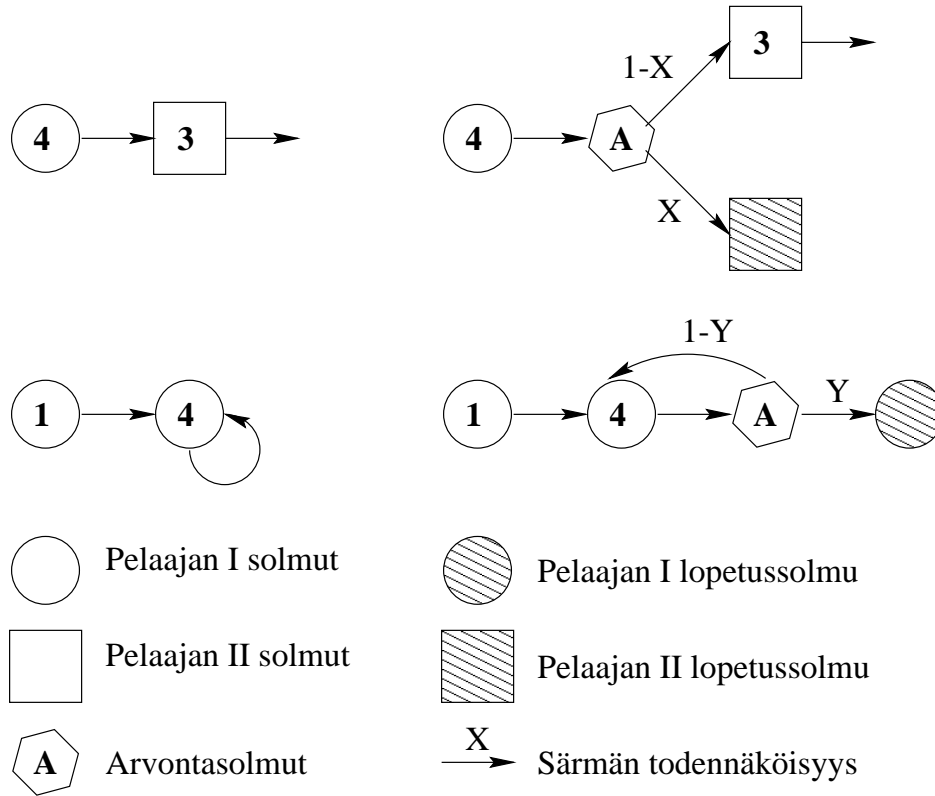 3
1-X
4
3
4
A
X
1-Y
1
4
1
4
A
Y
Pelaajan I solmut
Pelaajan I lopetussolmu
Pelaajan II solmut
Pelaajan II lopetussolmu
A
Arvontasolmut
X
Särmän todennäköisyys